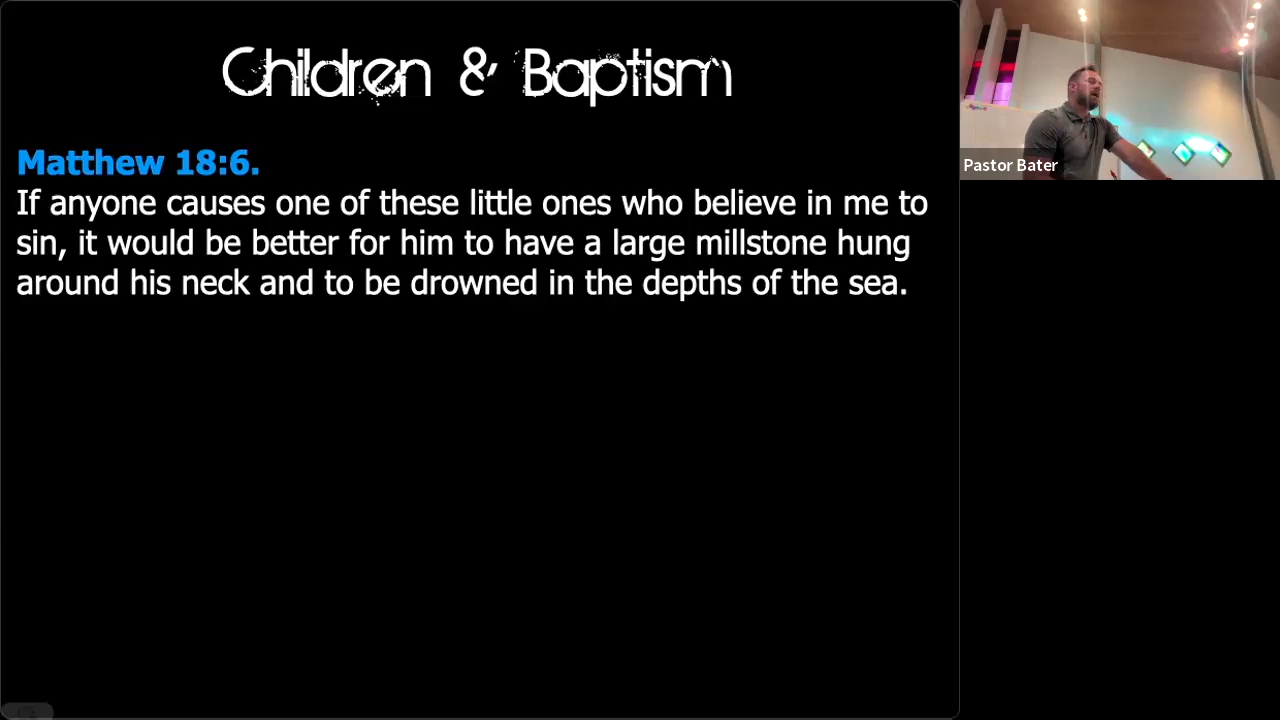 Children & Baptism
Matthew 18:6.
If anyone causes one of these little ones who believe in me to
sin, it would be better for him to have a large millstone hung
around his neck and to be drowned in the depths of the sea.
Pastor Bater